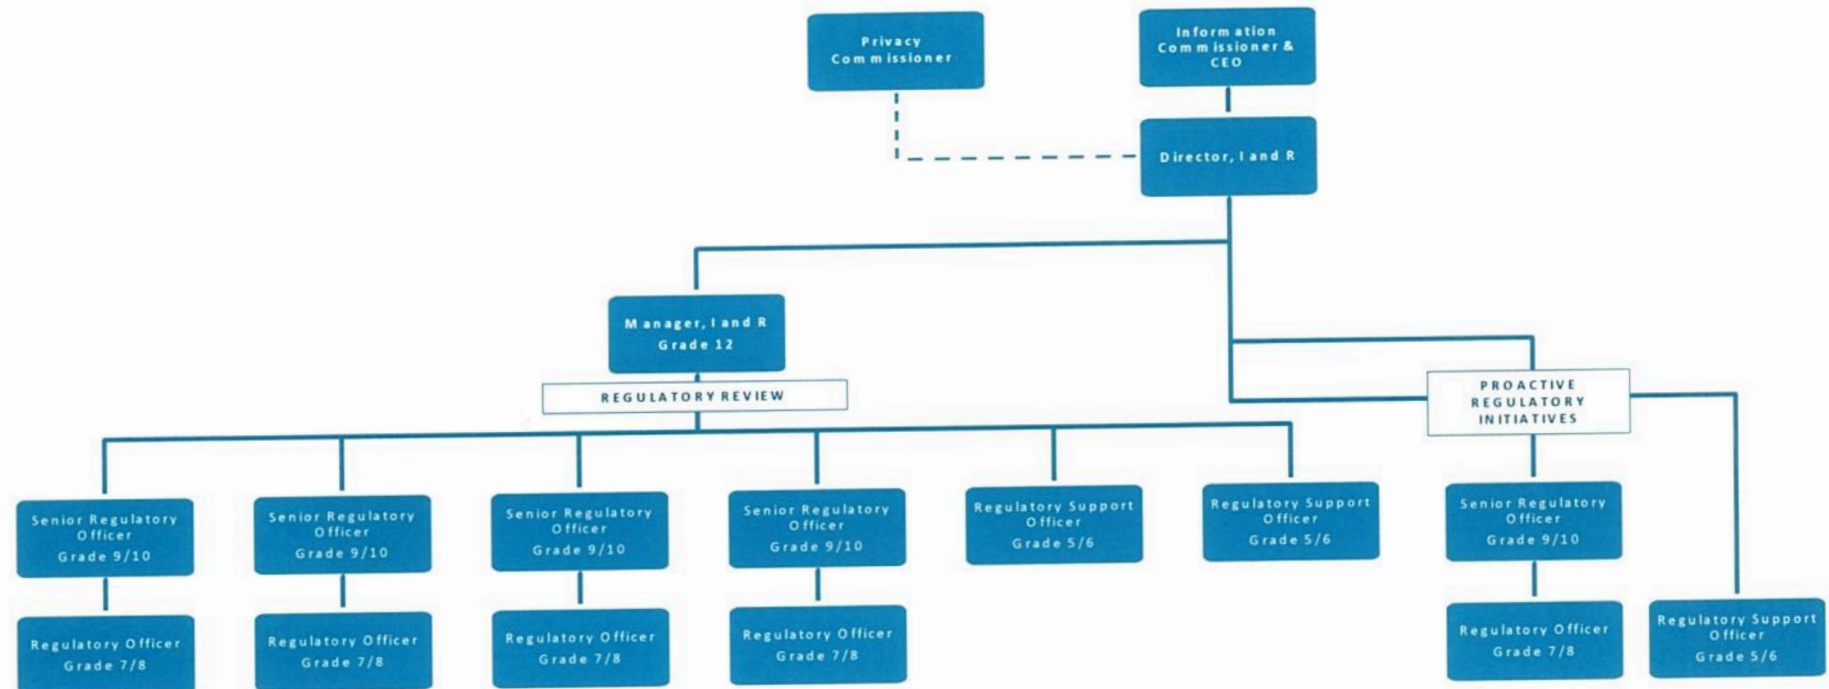 Privacy
Commissioner
Information
Commissioner &
CEO
Director, I and R
Manager, I and R
Grade 12
REGULATORY REVIEW
PROACTIVE
REGULATORY
INITIATIVES
Senior Regulatory
Officer
Grade 9/10
Senior Regulatory
Officer
Grade 9/10
Senior Regulatory
Officer
Grade 9/10
Senior Regulatory
Officer
Grade 9/10
Regulatory Support
Officer
Grade 5/6
Regulatory Support
Officer
Grade 5/6
Senior Regulatory
Officer
Grade 9/10
Regulatory Officer
Grade 7/8
Regulatory Officer
Grade 7/8
Regulatory Officer
Grade 7/8
Regulatory Officer
Grade 7/8
Regulatory Officer
Grade 7/8
Regulatory Support
Officer
Grade 5/6